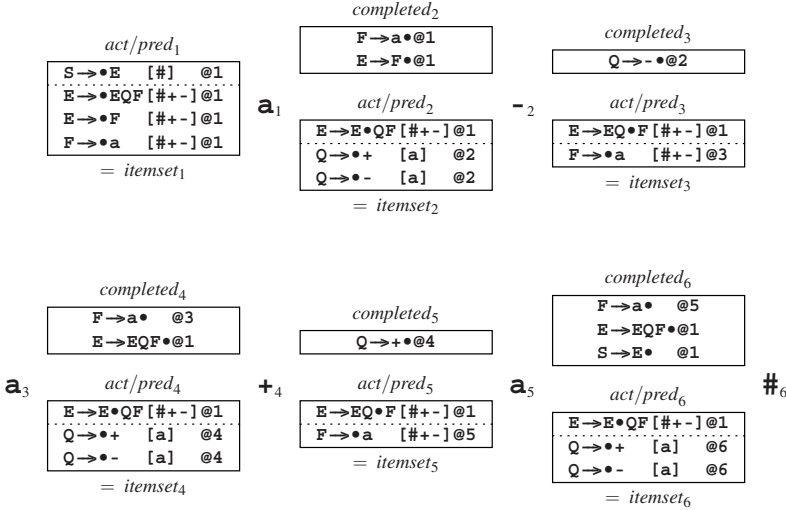 act/pred₁
S→•E [#] @1
E→•EQF[#+-]@1
E→•F [#+-]@1
F→•a [#+-]@1
= itemset₁
a₁
completed₂
F→a•@1
E→F•@1
act/pred₂
E→E•QF[#+-]@1
Q→•+ [a] @2
Q→•- [a] @2
= itemset₂
-₂
completed₃
Q→-•@2
act/pred₃
E→EQ•F[#+-]@1
F→•a [#+-]@3
= itemset₃
a₃
completed₄
F→a• @3
E→EQF•@1
act/pred₄
E→E•QF[#+-]@1
Q→•+ [a] @4
Q→•- [a] @4
= itemset₄
+₄
completed₅
Q→+•@4
act/pred₅
E→EQ•F[#+-]@1
F→•a [#+-]@5
= itemset₅
a₅
completed₆
F→a• @5
E→EQF•@1
S→E• @1
act/pred₆
E→E•QF[#+-]@1
Q→•+ [a] @6
Q→•- [a] @6
= itemset₆
#₆